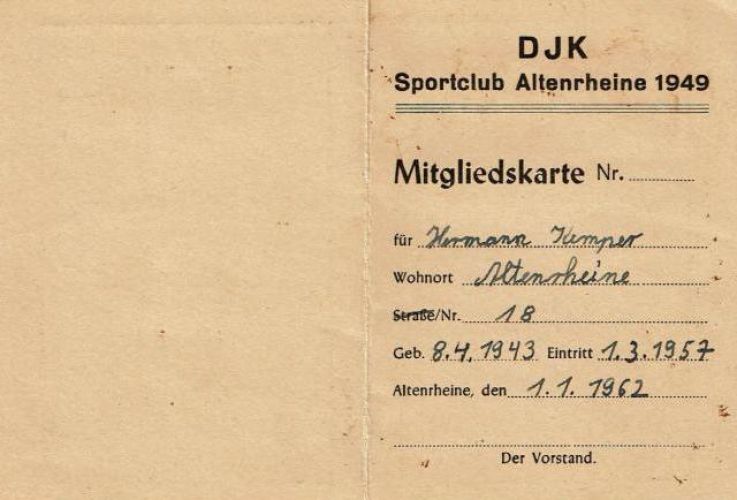 DJK
Sportclub Altenrheine 1949
Mitgliedskarte Nr.
für Hermann Kemper
Wohnort Altenrheine
Straße/Nr. 18
Geb. 8.4.1943 Eintritt 1.3.1957
Altenrheine, den 1.1.1962
Der Vorstand.